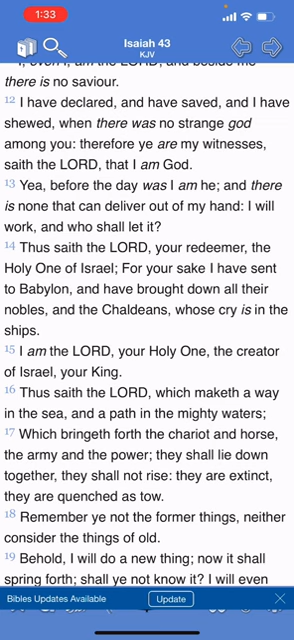 1:33
Isaiah 43
KJV
there is no saviour.
12 I have declared, and have saved, and I have
shewed, when there was no strange god
among you: therefore ye are my witnesses,
saith the LORD, that I am God.
13 Yea, before the day was I am he; and there
is none that can deliver out of my hand: I will
work, and who shall let it?
14 Thus saith the LORD, your redeemer, the
Holy One of Israel; For your sake I have sent
to Babylon, and have brought down all their
nobles, and the Chaldeans, whose cry is in the
ships.
15 I am the LORD, your Holy One, the creator
of Israel, your King.
16 Thus saith the LORD, which maketh a way
in the sea, and a path in the mighty waters;
17 Which bringeth forth the chariot and horse,
the army and the power; they shall lie down
together, they shall not rise: they are extinct,
they are quenched as tow.
18 Remember ye not the former things, neither
consider the things of old.
19 Behold, I will do a new thing; now it shall
spring forth; shall ye not know it? I will even
Bibles Updates Available
Update